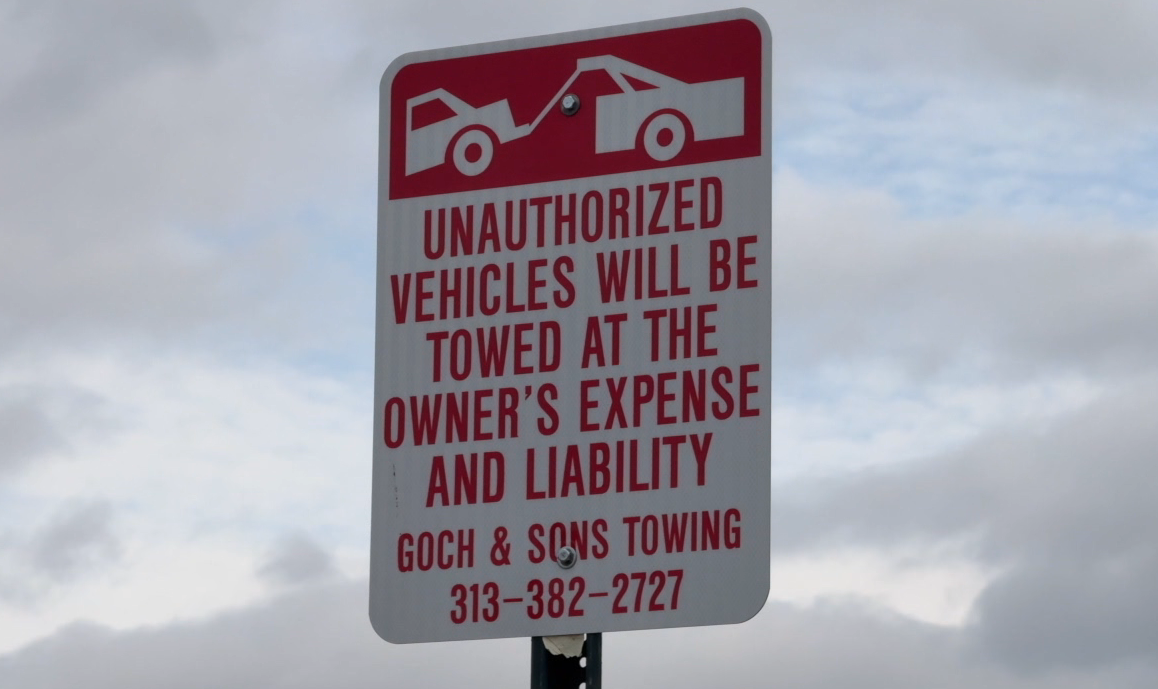 UNAUTHORIZED
VEHICLES WILL BE
TOWED AT THE
OWNER'S EXPENSE
AND LIABILITY
GOCH & SONS TOWING
313-382-2727